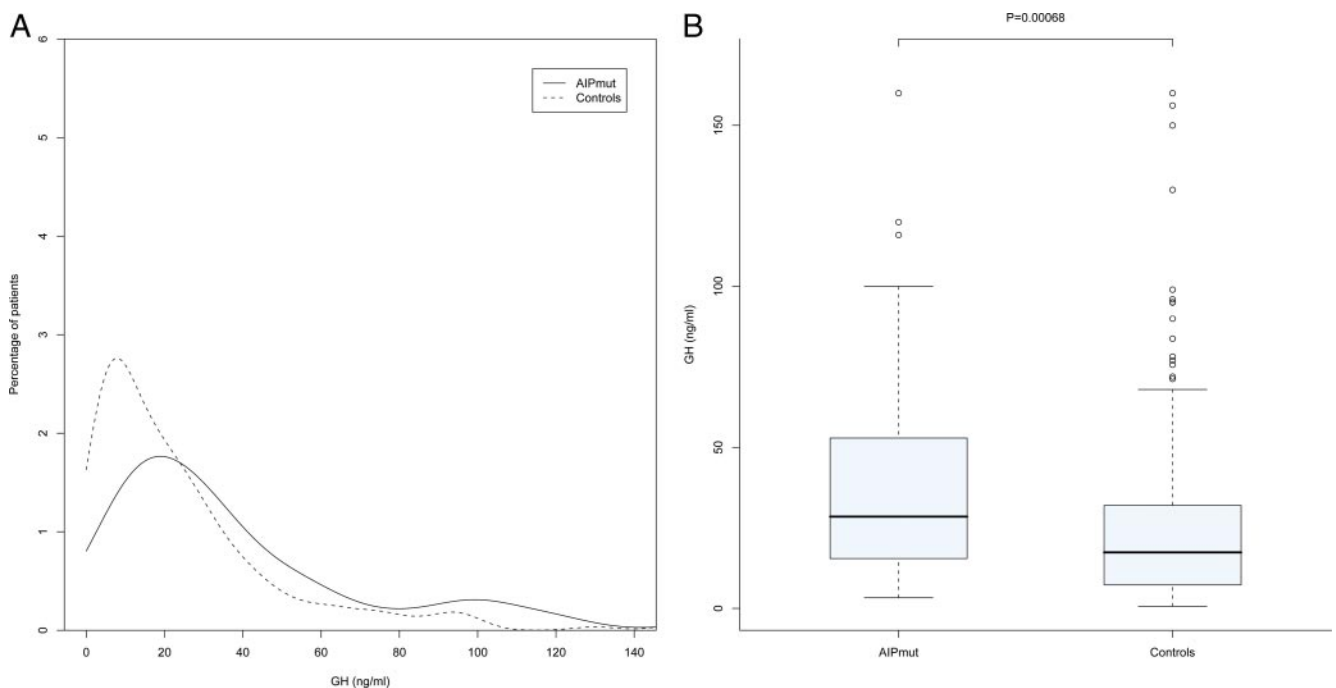 A
6
5
4
3
2
1
0
Percentage of patients
AIPmut
Controls
0 20 40 60 80 100 120 140
GH (ng/ml)
B
P=0.00068
150
100
50
0
GH (ng/ml)
AIPmut Controls